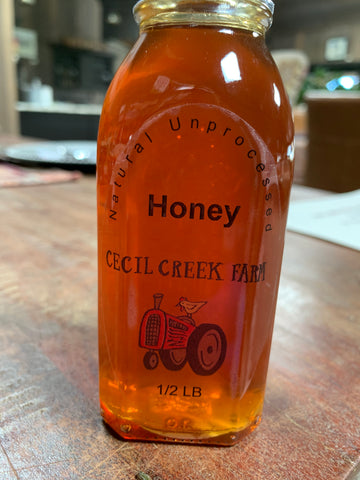 Natural Unprocessed
Honey
CECIL CREEK FARM
1/2 LB